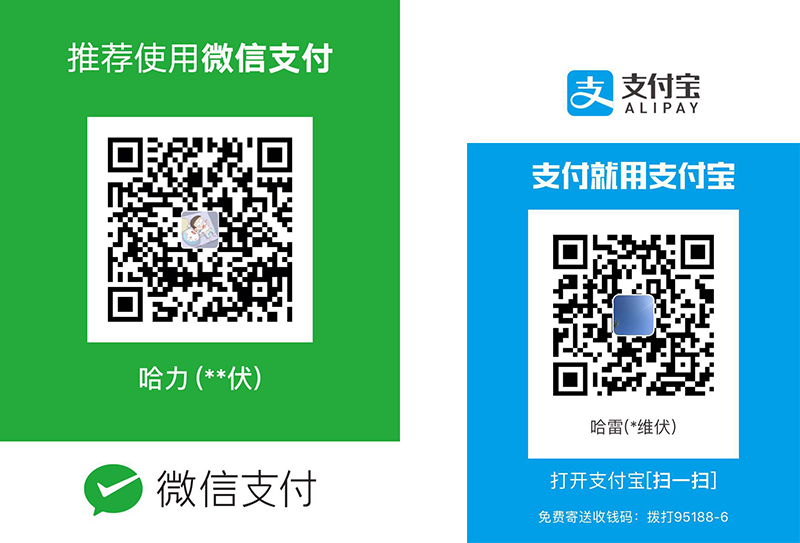 推荐使用微信支付
哈力 (**伏)
微信支付
支付宝
ALIPAY
支付就用支付宝
哈雷(*维伏)
打开支付宝[扫一扫]
免费寄送收钱码：拨打95188-6